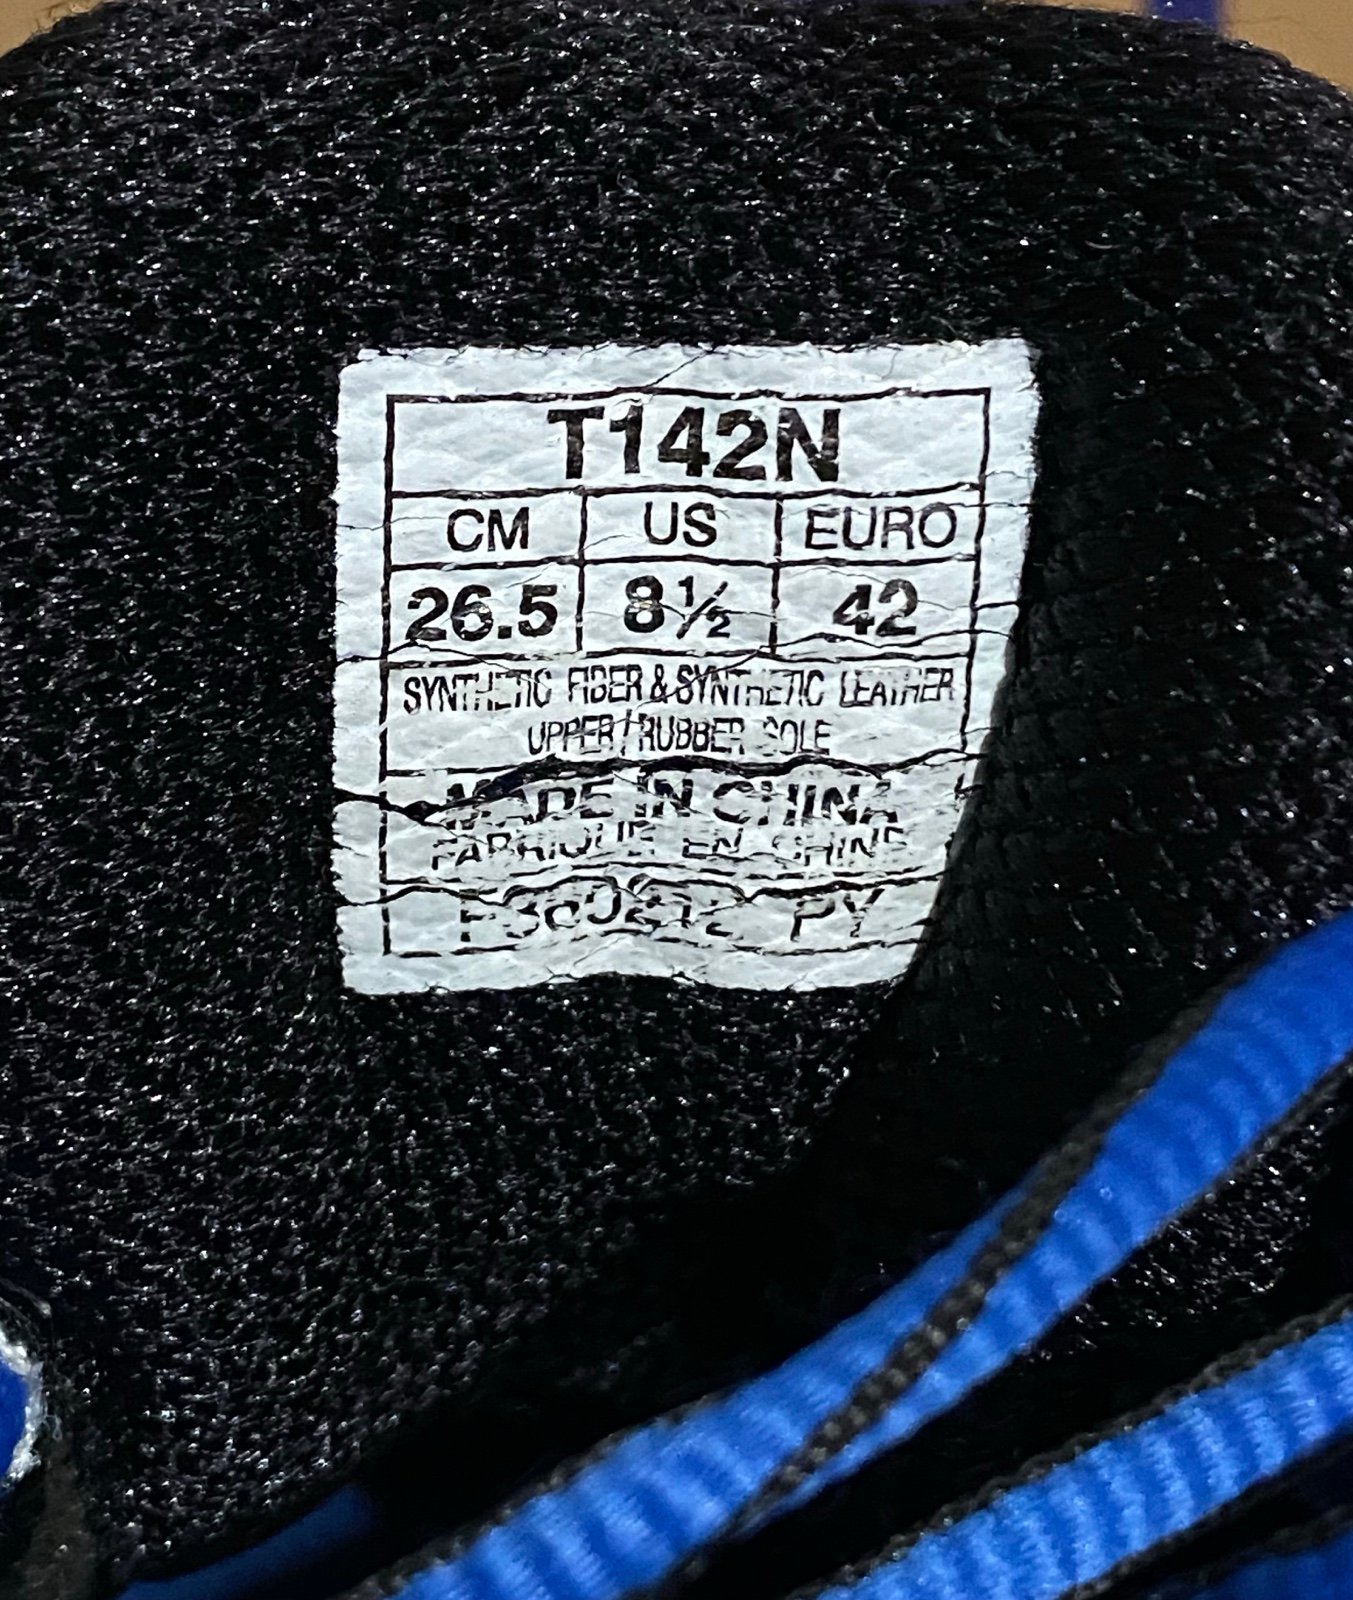 T142N
CM US EURO
26.5 8½ 42
SYNTHETIC FIBER & SYNTHETIC LEATHER
UPPER / RUBBER SOLE
MADE IN CHINA
FABRIQUE EN CHINE
PY